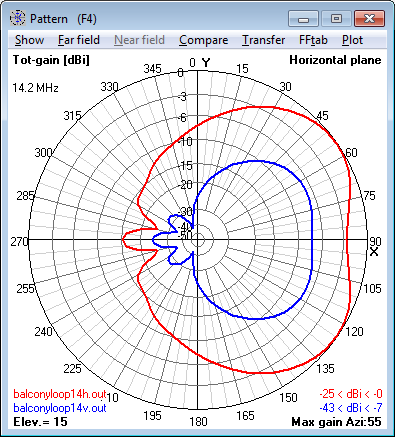 Pattern (F4)
Show Far field Near field Compare Transfer FFtab Plot
Tot-gain [dBi] Horizontal plane
14.2 MHz
0 Y
345 15
330 30
315 45
300 60
285 75
270 90
X
255 105
240 120
225 135
210 150
195 165
180
0
-3
-6
-10
-15
-20
-30
-40
-50
balconyloop14h.out -25 < dBi < -0
balconyloop14v.out -43 < dBi < -7
Elev.= 15 Max gain Azi:55